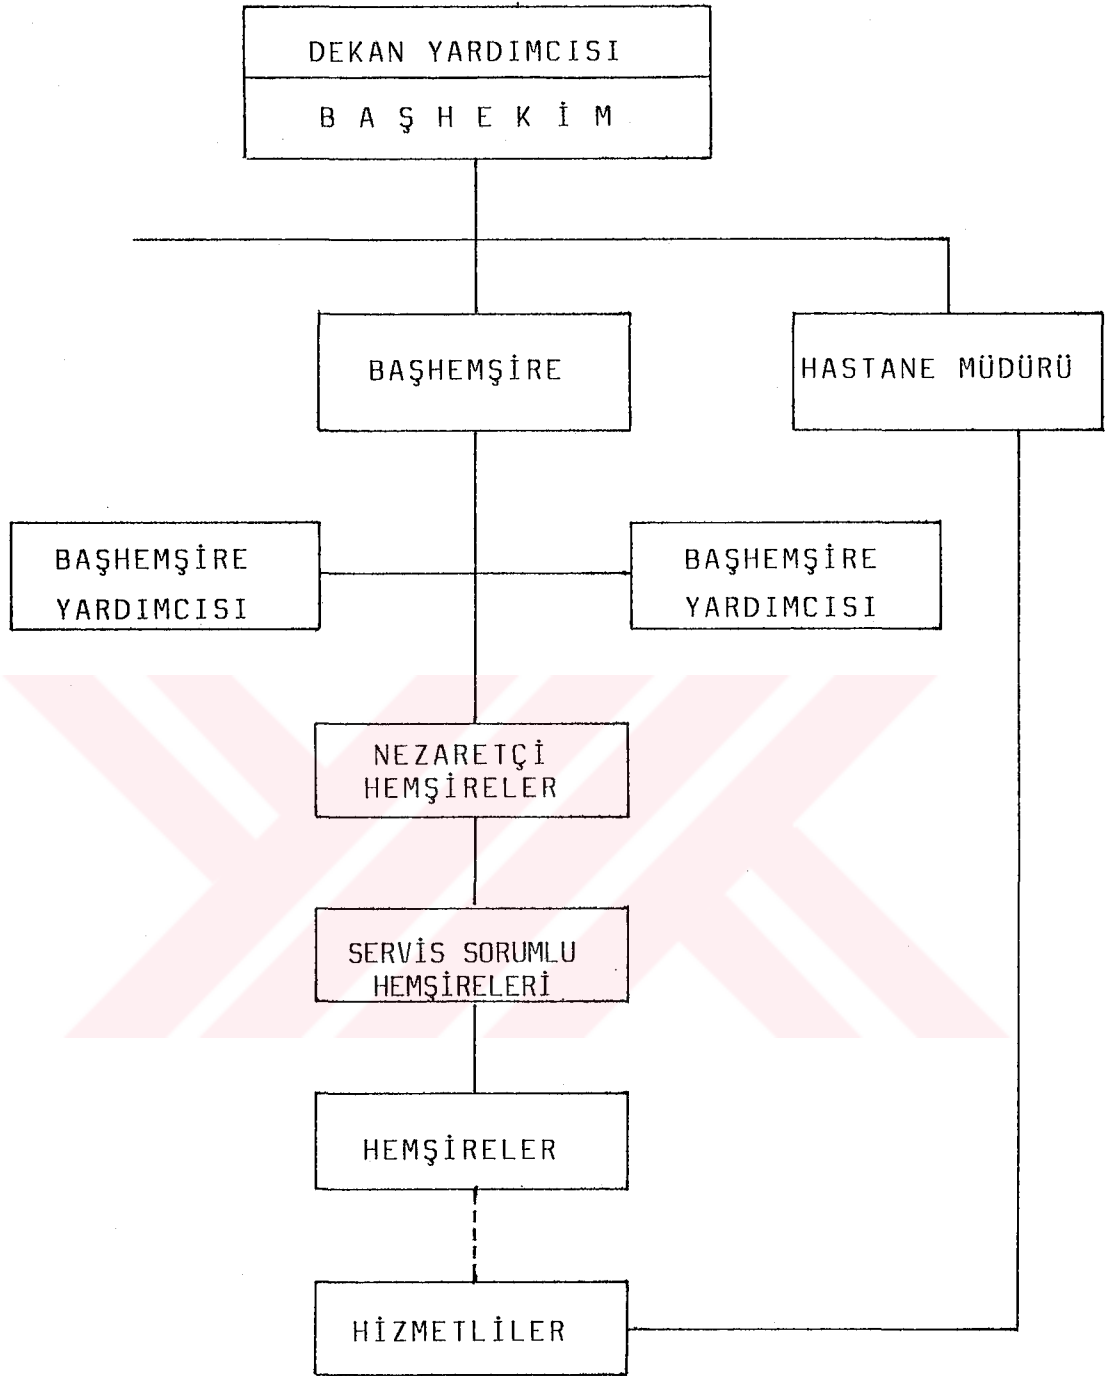 DEKAN YARDIMCISI
BAŞHEKİM
BAŞHEMŞİRE
HASTANE MÜDÜRÜ
BAŞHEMŞİRE
YARDIMCISI
BAŞHEMŞİRE
YARDIMCISI
NEZARETÇİ
HEMŞİRELER
SERVİS SORUMLU
HEMŞİRELERİ
HEMŞİRELER
HİZMETLİLER